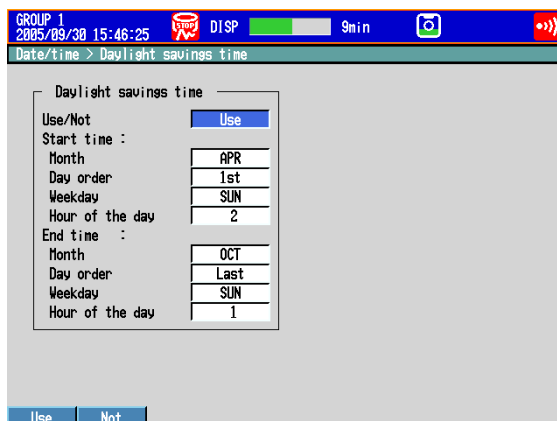 GROUP 1
2005/09/30 15:46:25
STOP
DISP
9min
Date/time > Daylight savings time
Daylight savings time
Use/Not Use
Start time :
Month APR
Day order 1st
Weekday SUN
Hour of the day 2
End time :
Month OCT
Day order Last
Weekday SUN
Hour of the day 1
Use Not